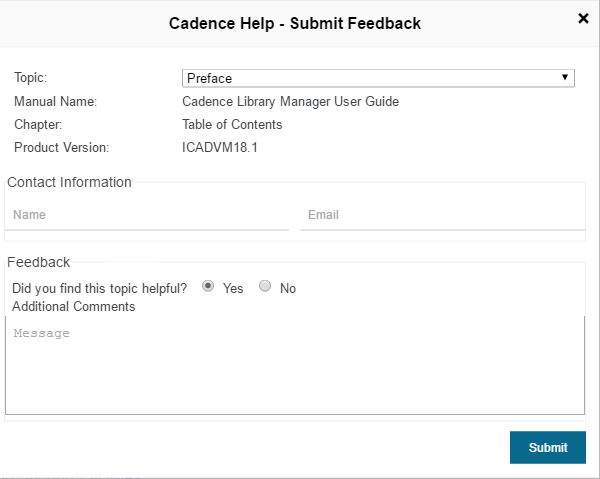 Cadence Help - Submit Feedback
Topic: Preface
Manual Name: Cadence Library Manager User Guide
Chapter: Table of Contents
Product Version: ICADVM18.1
Contact Information
Name Email
Feedback
Did you find this topic helpful? Yes No
Additional Comments
Message
Submit